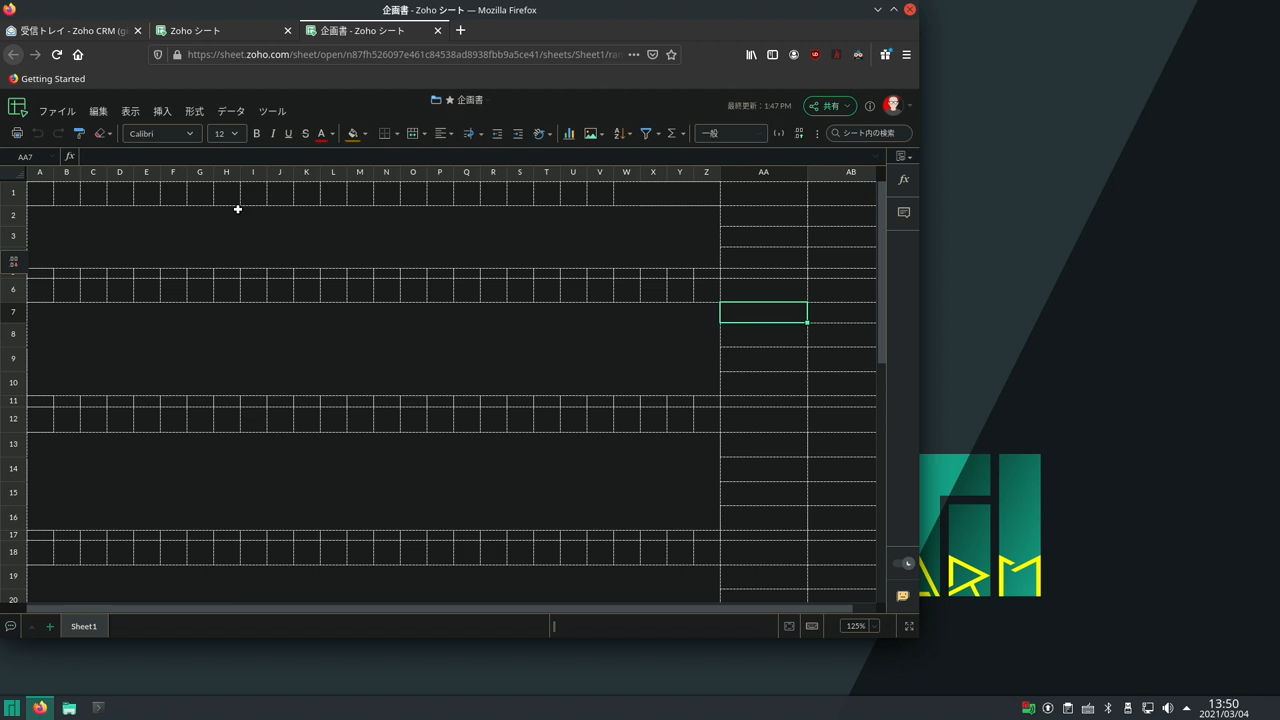 企画書 - Zoho シート — Mozilla Firefox
受信トレイ - Zoho CRM (g
Zoho シート
企画書 - Zoho シート
https://sheet.zoho.com/sheet/open/n87fh526097e461c84538ad8938fbb9a5ce41/sheets/Sheet1/ran
Getting Started
企画書
最終更新：1:47 PM
共有
ファイル 編集 表示 挿入 形式 データ ツール
Calibri 12 B I U S A 一般 シート内の検索
AA7 fx
A B C D E F G H I J K L M N O P Q R S T U V W X Y Z AA AB
fx
1
2
3
6
7
8
9
10
11
12
13
14
15
16
17
18
19
20
Sheet1
125%
ARM
13:50
2021/03/04